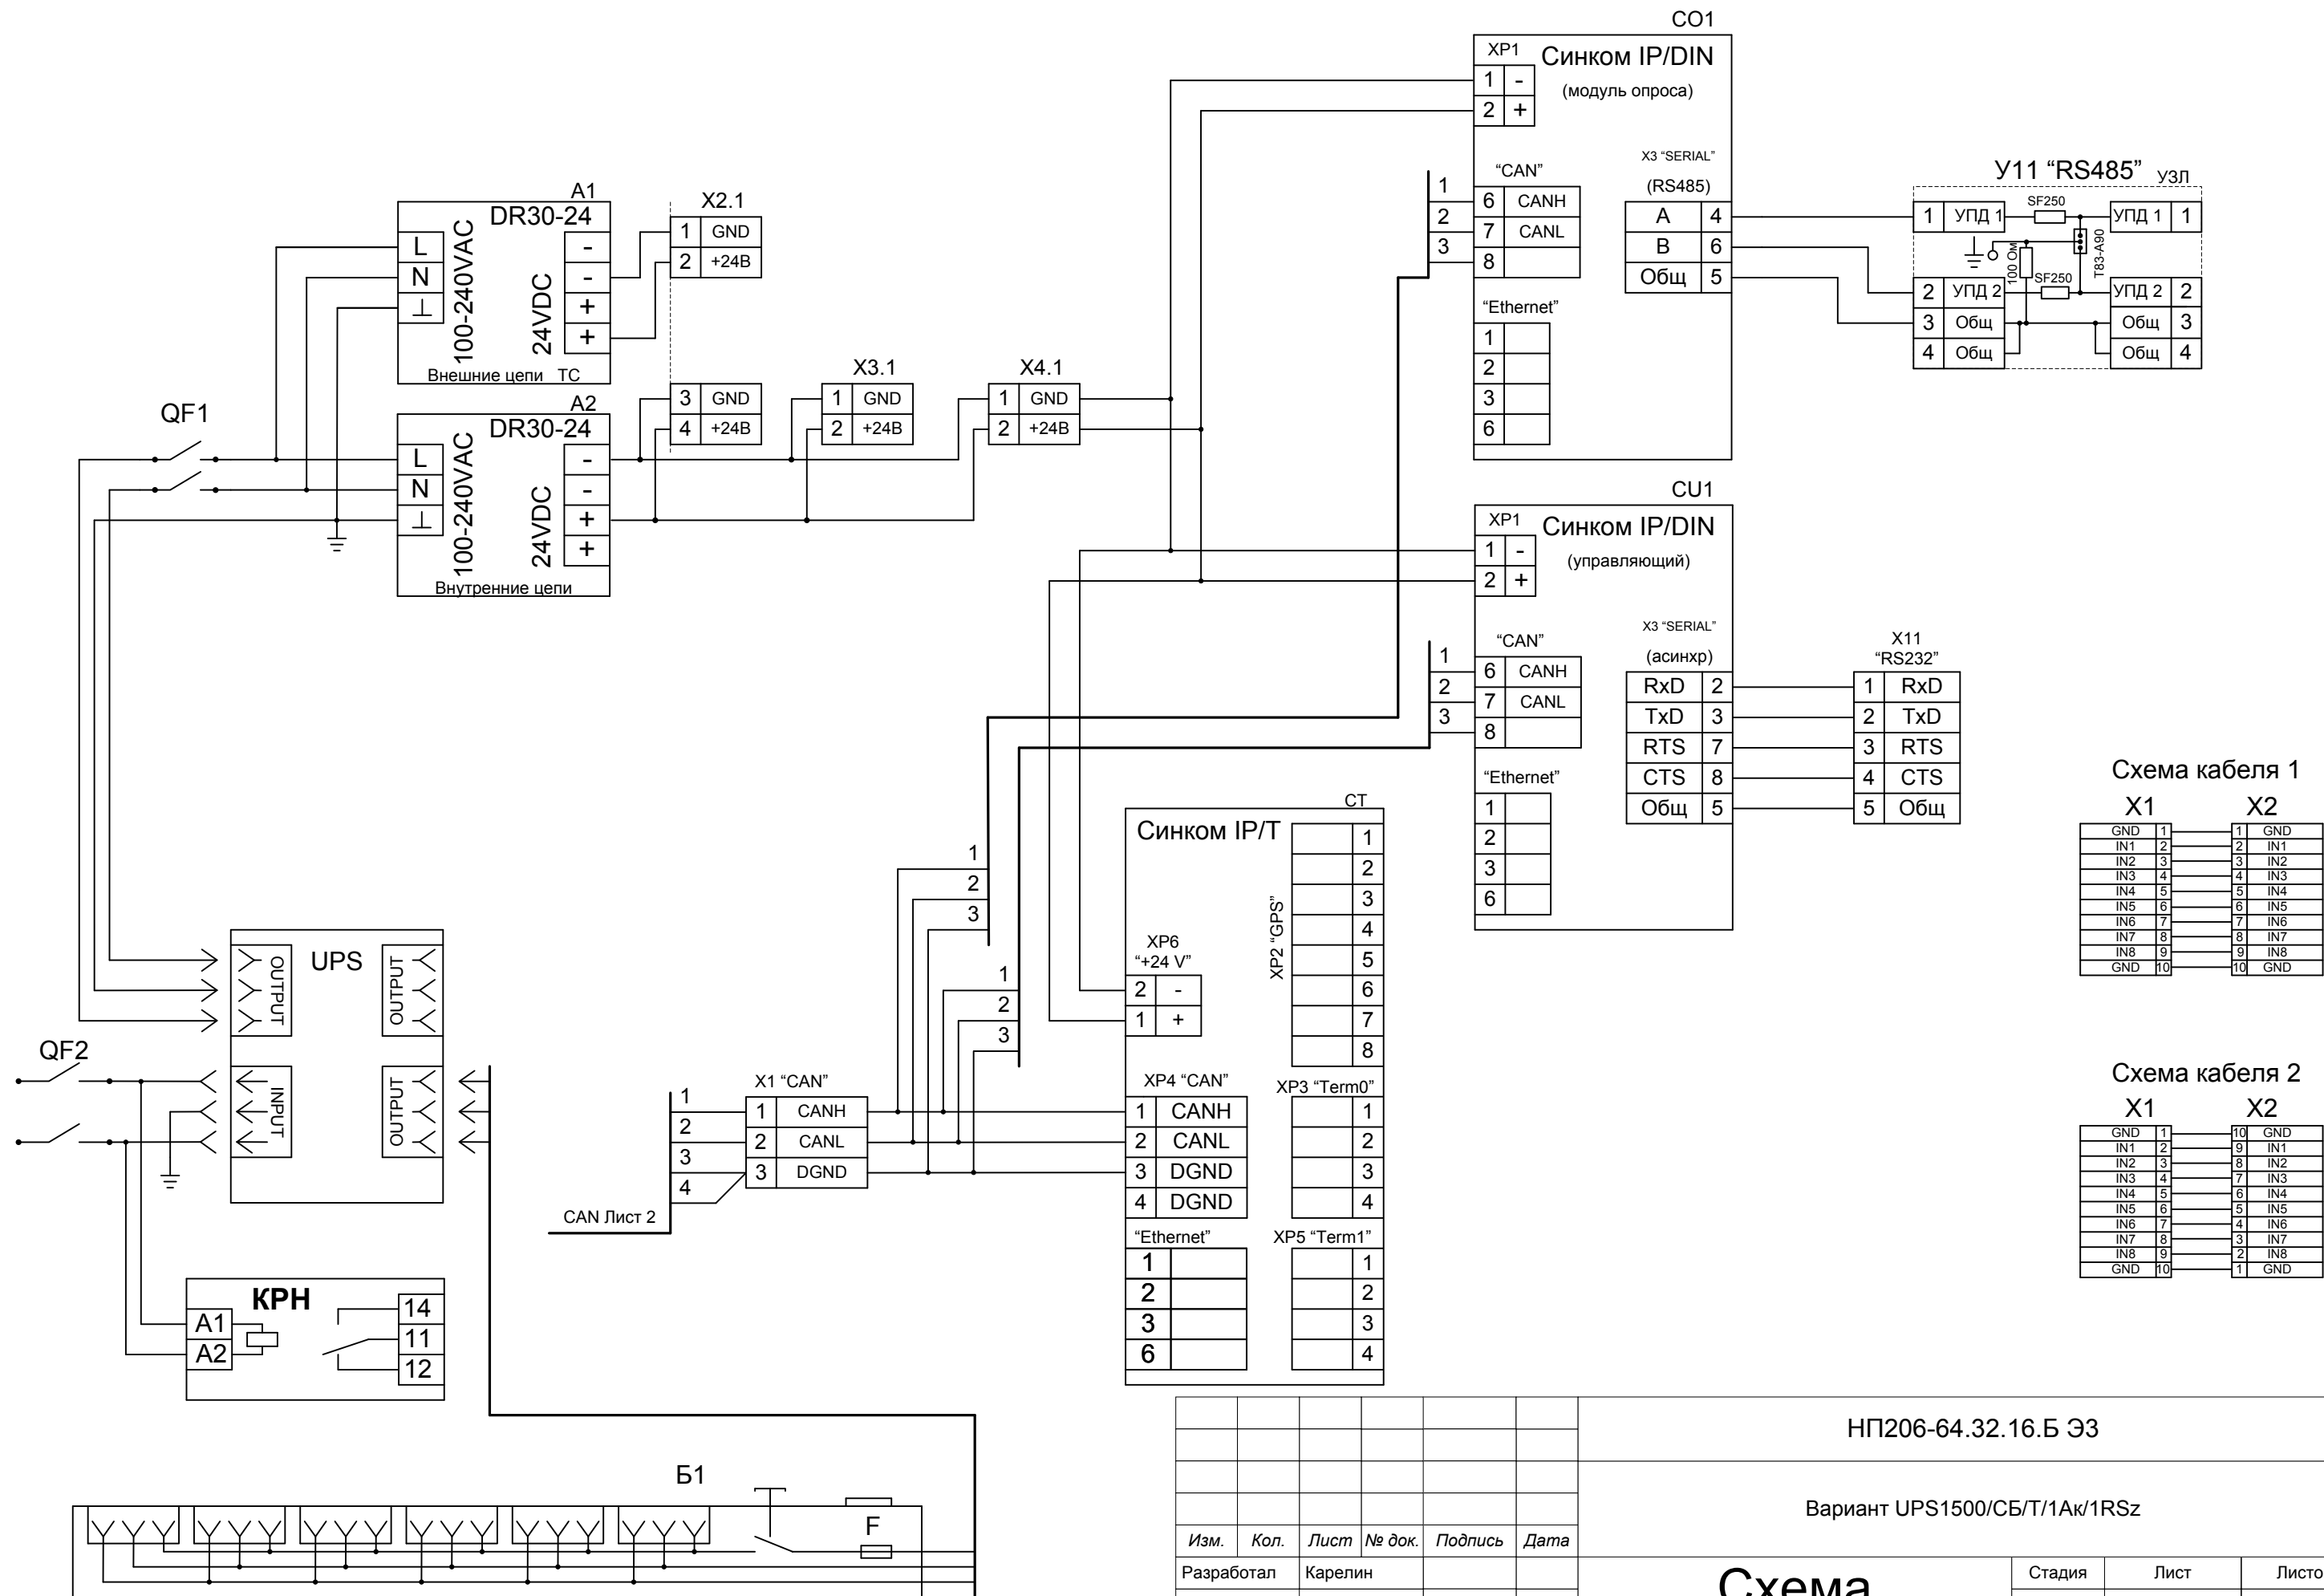 CO1
XP1
Синком IP/DIN
1 -
(модуль опроса)
2 +
X3 “SERIAL”
“CAN”
(RS485)
1
6 CANH
2
7 CANL
3
8
A 4
B 6
Общ 5
“Ethernet”
1
2
3
6
У11 “RS485”
УЗЛ
SF250
1 УПД 1
УПД 1 1
100 Ом
T83-A90
SF250
2 УПД 2
УПД 2 2
3 Общ
Общ 3
4 Общ
Общ 4
A1
DR30-24
L
N
⊥
100-240VAC
24VDC
-
-
+
+
Внешние цепи ТС
X2.1
1 GND
2 +24В
3 GND
4 +24В
X3.1
1 GND
2 +24В
X4.1
1 GND
2 +24В
QF1
A2
DR30-24
L
N
⊥
100-240VAC
24VDC
-
-
+
+
Внутренние цепи
CU1
XP1
Синком IP/DIN
1 -
(управляющий)
2 +
X3 “SERIAL”
“CAN”
(асинхр)
1
6 CANH
2
7 CANL
3
8
RxD 2
TxD 3
RTS 7
CTS 8
Общ 5
“Ethernet”
1
2
3
6
X11
“RS232”
1 RxD
2 TxD
3 RTS
4 CTS
5 Общ
Схема кабеля 1
X1 X2
GND 1 1 GND
IN1 2 2 IN1
IN2 3 3 IN2
IN3 4 4 IN3
IN4 5 5 IN4
IN5 6 6 IN5
IN6 7 7 IN6
IN7 8 8 IN7
IN8 9 9 IN8
GND 10 10 GND
Схема кабеля 2
X1 X2
GND 1 10 GND
IN1 2 9 IN1
IN2 3 8 IN2
IN3 4 7 IN3
IN4 5 6 IN4
IN5 6 5 IN5
IN6 7 4 IN6
IN7 8 3 IN7
IN8 9 2 IN8
GND 10 1 GND
CT
Синком IP/T
XP2 “GPS”
1
2
3
4
5
6
7
8
XP6
“+24 V”
2 -
1 +
XP4 “CAN”
1 CANH
2 CANL
3 DGND
4 DGND
XP3 “Term0”
1
2
3
4
“Ethernet”
1
2
3
6
XP5 “Term1”
1
2
3
4
1
2
3
1
2
3
X1 “CAN”
1
1 CANH
2
2 CANL
3
3 DGND
4
CAN Лист 2
UPS
OUTPUT
OUTPUT
INPUT
OUTPUT
QF2
КРН
A1
A2
14
11
12
Б1
F
НП206-64.32.16.Б Э3
Вариант UPS1500/СБ/Т/1Ак/1RSz
Изм. Кол. Лист № док. Подпись Дата
Разработал Карелин
Схема
Стадия Лист Листо